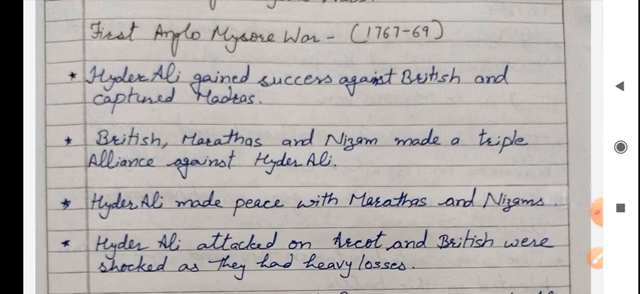 First Anglo Mysore War - (1767-69)
* Hyder Ali gained success against British and
captured Madras.
* British, Marathas and Nizam made a triple
Alliance against Hyder Ali.
* Hyder Ali made peace with Marathas and Nizams.
* Hyder Ali attacked on Arcot and British were
shocked as they had heavy losses.